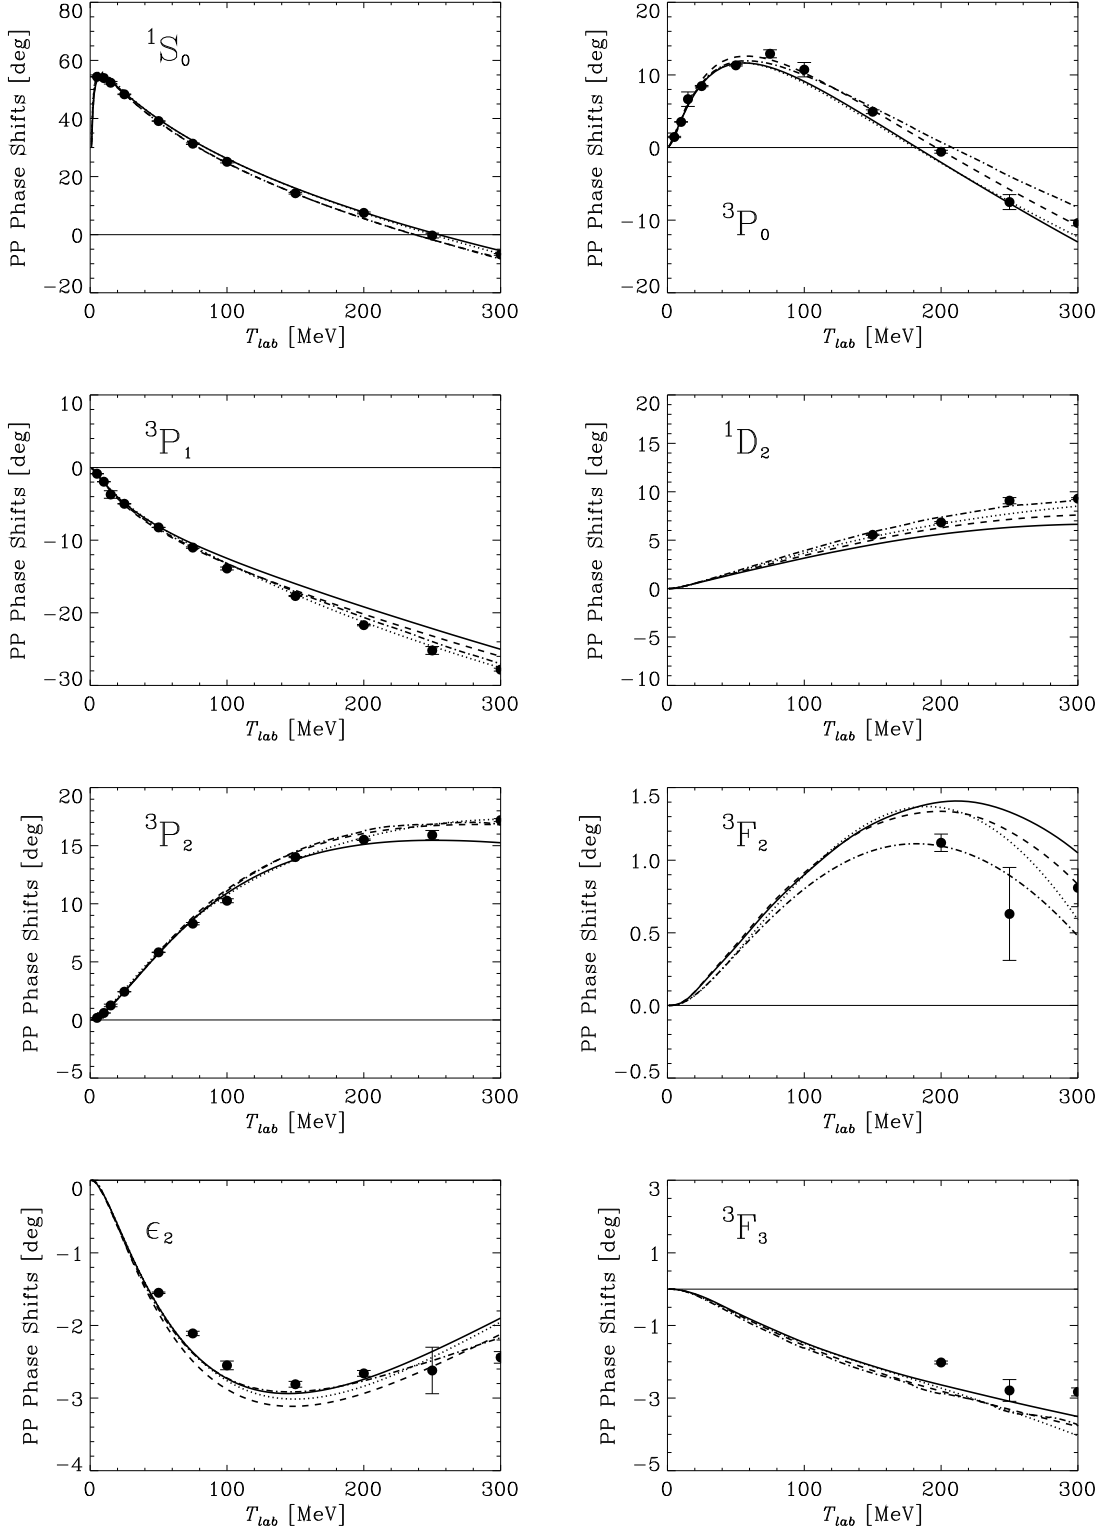 PP Phase Shifts [deg]
80
60
40
20
0
−20
¹S₀
0 100 200 300
T_lab [MeV]
PP Phase Shifts [deg]
20
10
0
−10
−20
³P₀
0 100 200 300
T_lab [MeV]
PP Phase Shifts [deg]
10
0
−10
−20
−30
³P₁
0 100 200 300
T_lab [MeV]
PP Phase Shifts [deg]
20
15
10
5
0
−5
−10
¹D₂
0 100 200 300
T_lab [MeV]
PP Phase Shifts [deg]
20
15
10
5
0
−5
³P₂
0 100 200 300
T_lab [MeV]
PP Phase Shifts [deg]
1.5
1.0
0.5
0.0
−0.5
³F₂
0 100 200 300
T_lab [MeV]
PP Phase Shifts [deg]
0
−1
−2
−3
−4
ϵ₂
0 100 200 300
T_lab [MeV]
PP Phase Shifts [deg]
3
1
−1
−3
−5
³F₃
0 100 200 300
T_lab [MeV]